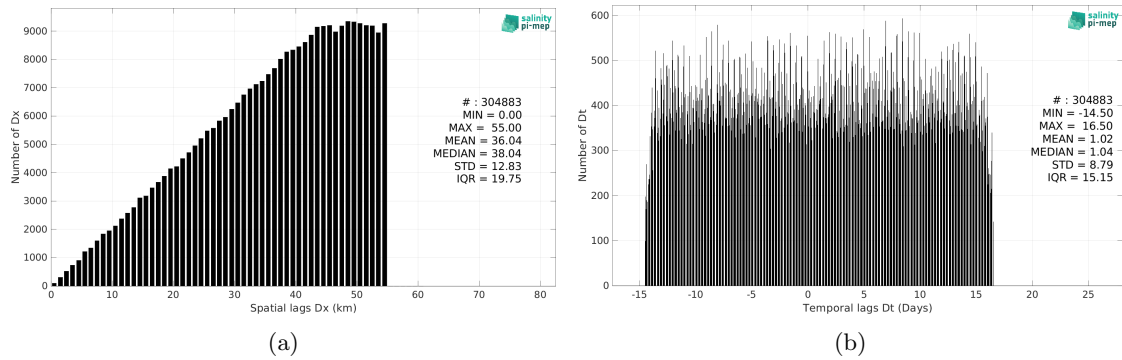 9000
8000
7000
6000
5000
4000
3000
2000
1000
0
Number of Dx
0 10 20 30 40 50 60 70 80
Spatial lags Dx (km)
salinity
pi-mep
# : 304883
MIN = 0.00
MAX = 55.00
MEAN = 36.04
MEDIAN = 38.04
STD = 12.83
IQR = 19.75
(a)
600
500
400
300
200
100
0
Number of Dt
-15 -10 -5 0 5 10 15 20 25
Temporal lags Dt (Days)
salinity
pi-mep
# : 304883
MIN = -14.50
MAX = 16.50
MEAN = 1.02
MEDIAN = 1.04
STD = 8.79
IQR = 15.15
(b)